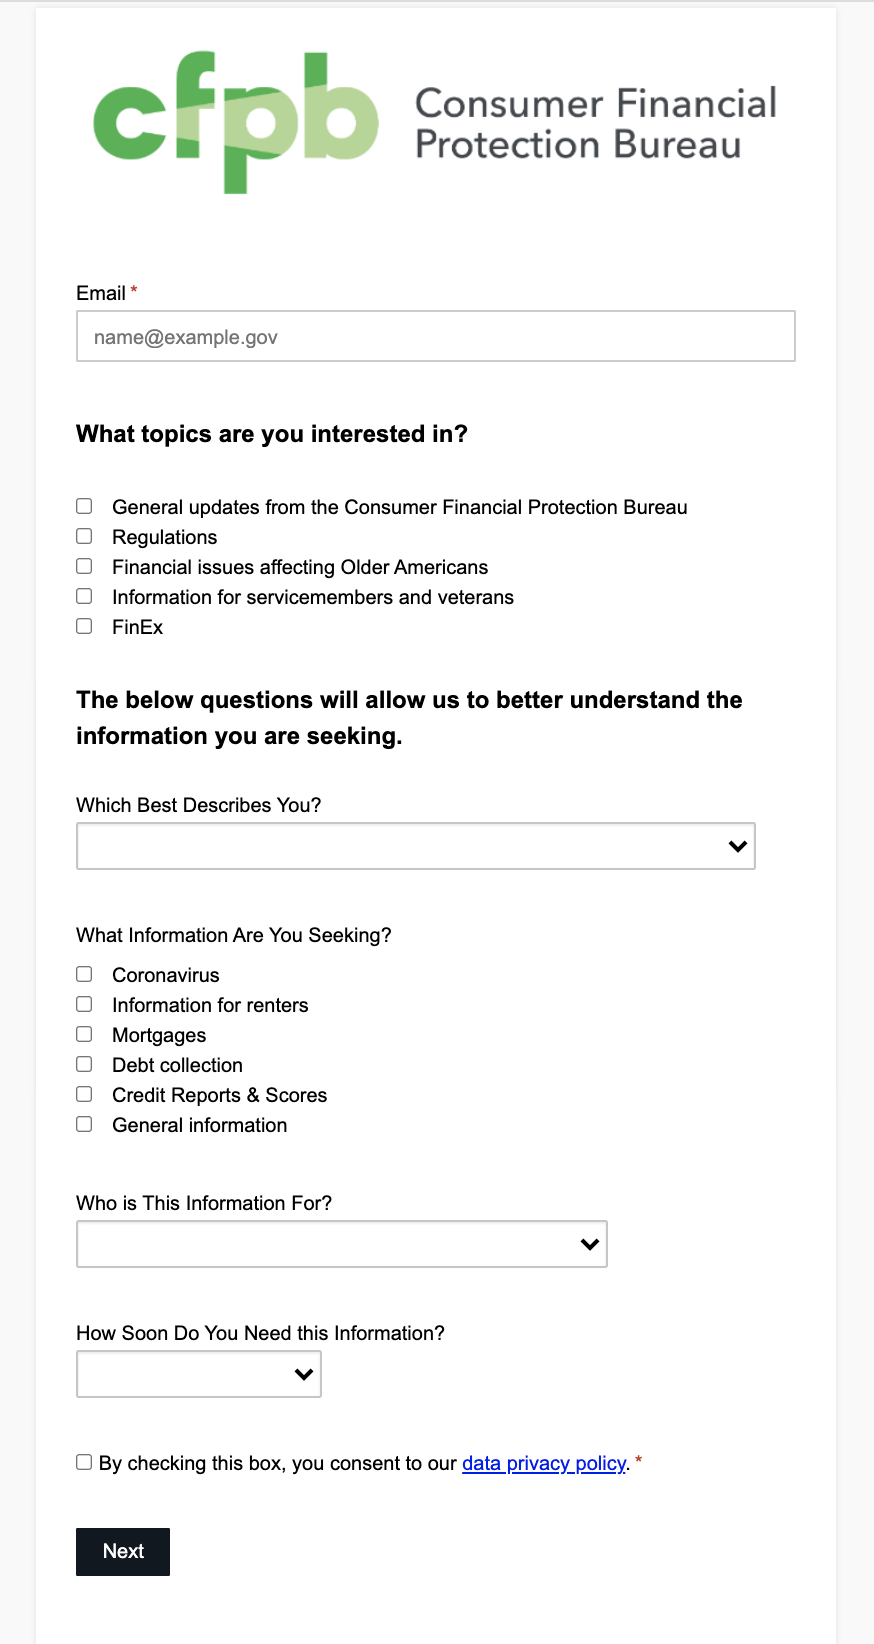 cfpb
Consumer Financial
Protection Bureau
Email *
name@example.gov
What topics are you interested in?
General updates from the Consumer Financial Protection Bureau
Regulations
Financial issues affecting Older Americans
Information for servicemembers and veterans
FinEx
The below questions will allow us to better understand the
information you are seeking.
Which Best Describes You?
What Information Are You Seeking?
Coronavirus
Information for renters
Mortgages
Debt collection
Credit Reports & Scores
General information
Who is This Information For?
How Soon Do You Need this Information?
By checking this box, you consent to our data privacy policy. *
Next